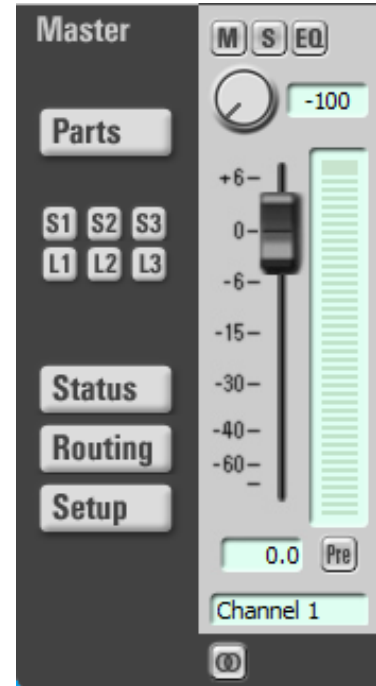 Master
Parts
S1 S2 S3
L1 L2 L3
Status
Routing
Setup
M S EQ
-100
+6
0
-6
-15
-30
-40
-60
0.0 Pre
Channel 1